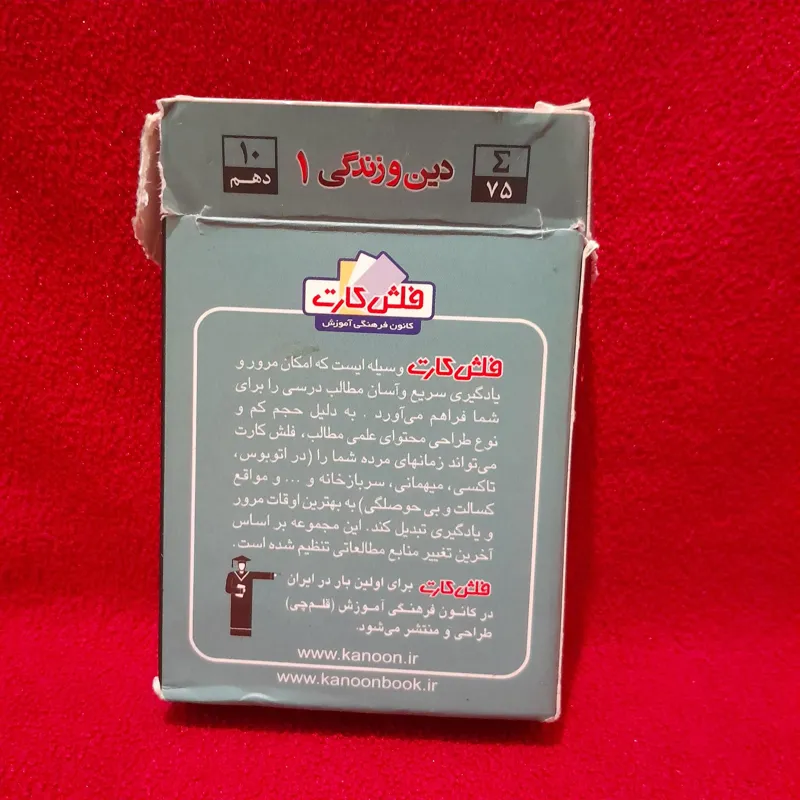 Σ
۷۵
دین و زندگی ۱
۱۰
دهم
فلش کارت
کانون فرهنگی آموزش
فلش کارت وسیله ایست که امکان مرور و
یادگیری سریع وآسان مطالب درسی را برای
شما فراهم می‌آورد . به دلیل حجم کم و
نوع طراحی محتوای علمی مطالب، فلش کارت
می‌تواند زمانهای مرده شما را (در اتوبوس،
تاکسی، میهمانی، سربازخانه و ... و مواقع
کسالت و بی حوصلگی) به بهترین اوقات مرور
و یادگیری تبدیل کند. این مجموعه بر اساس
آخرین تغییر منابع مطالعاتی تنظیم شده است.
فلش کارت برای اولین بار در ایران
در کانون فرهنگی آموزش (قلم‌چی)
طراحی و منتشر می‌شود.
www.kanoon.ir
www.kanoonbook.ir